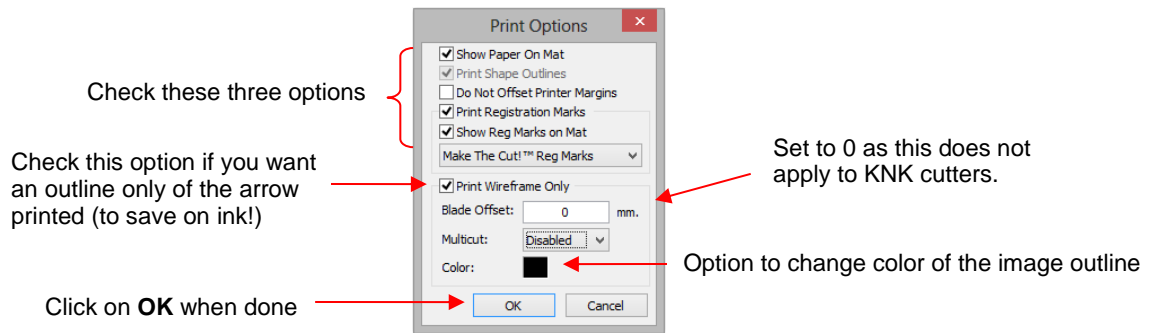 Print Options
Show Paper On Mat
Print Shape Outlines
Do Not Offset Printer Margins
Print Registration Marks
Show Reg Marks on Mat
Make The Cut!™ Reg Marks
Check these three options
Check this option if you want
an outline only of the arrow
printed (to save on ink!)
Print Wireframe Only
Blade Offset: 0 mm.
Multicut: Disabled
Color:
Set to 0 as this does not
apply to KNK cutters.
Option to change color of the image outline
Click on OK when done
OK Cancel